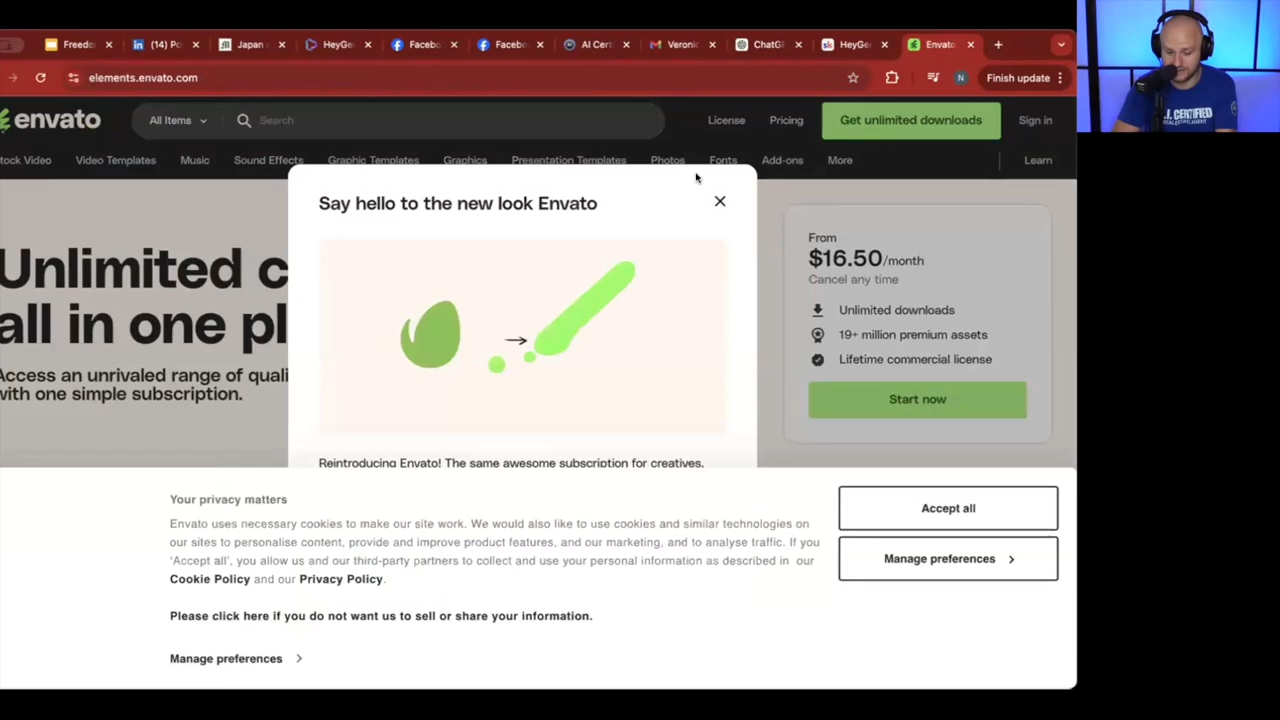 Freedo
(14) Po
Japan a
HeyGe
Facebo
Facebo
AI Cert
Veronic
ChatG
HeyGe
Envato
elements.envato.com
N
Finish update
envato
All Items
Search
License
Pricing
Get unlimited downloads
Sign in
tock Video
Video Templates
Music
Sound Effects
Graphic Templates
Graphics
Presentation Templates
Photos
Fonts
Add-ons
More
Learn
Unlimited c
all in one pl
Access an unrivaled range of quali
with one simple subscription.
Say hello to the new look Envato
Reintroducing Envato! The same awesome subscription for creatives,
From
$16.50/month
Cancel any time
Unlimited downloads
19+ million premium assets
Lifetime commercial license
Start now
Your privacy matters
Envato uses necessary cookies to make our site work. We would also like to use cookies and similar technologies on
our sites to personalise content, provide and improve product features, and our marketing, and to analyse traffic. If you
‘Accept all’, you allow us and our third-party partners to collect and use your personal information as described in our
Cookie Policy and our Privacy Policy.
Please click here if you do not want us to sell or share your information.
Manage preferences
Accept all
Manage preferences
A.I. CERTIFIED
REAL ESTATE AGENT